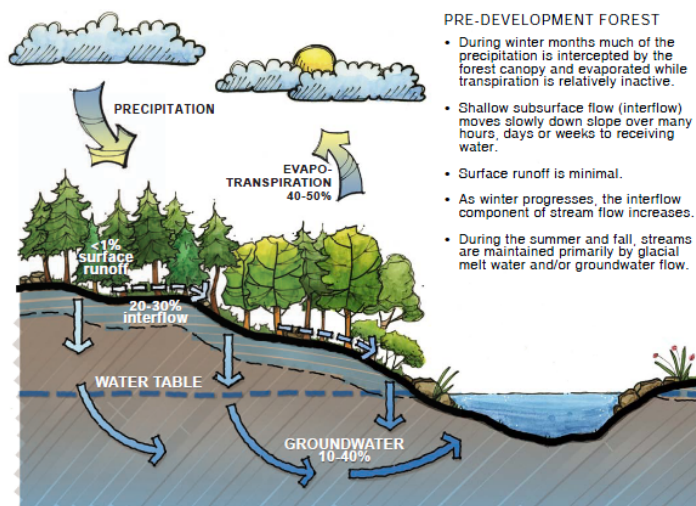 PRE-DEVELOPMENT FOREST
• During winter months much of the
precipitation is intercepted by the
forest canopy and evaporated while
transpiration is relatively inactive.
• Shallow subsurface flow (interflow)
moves slowly down slope over many
hours, days or weeks to receiving
water.
• Surface runoff is minimal.
• As winter progresses, the interflow
component of stream flow increases.
• During the summer and fall, streams
are maintained primarily by glacial
melt water and/or groundwater flow.
PRECIPITATION
EVAPO-
TRANSPIRATION
40-50%
<1%
surface
runoff
20-30%
interflow
WATER TABLE
GROUNDWATER
10-40%